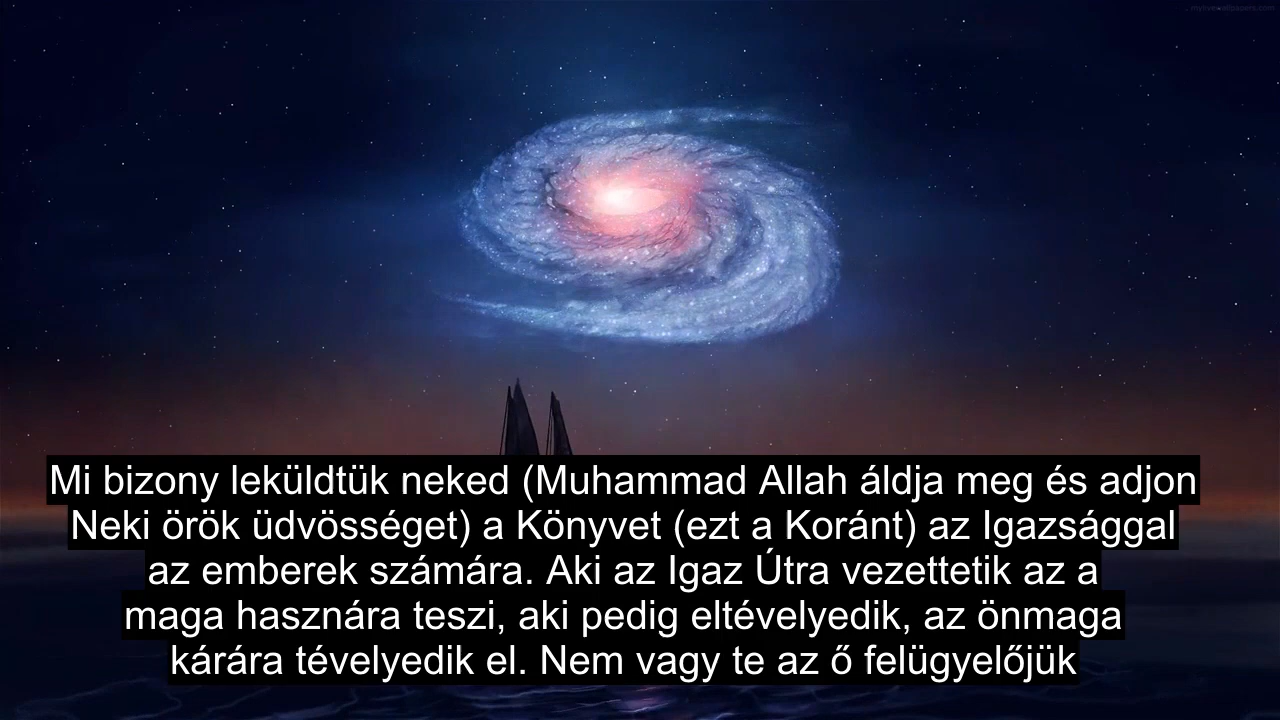 Mi bizony leküldtük neked (Muhammad Allah áldja meg és adjon
Neki örök üdvösséget) a Könyvet (ezt a Koránt) az Igazsággal
az emberek számára. Aki az Igaz Útra vezettetik az a
maga hasznára teszi, aki pedig eltévelyedik, az önmaga
kárára tévelyedik el. Nem vagy te az ő felügyelőjük